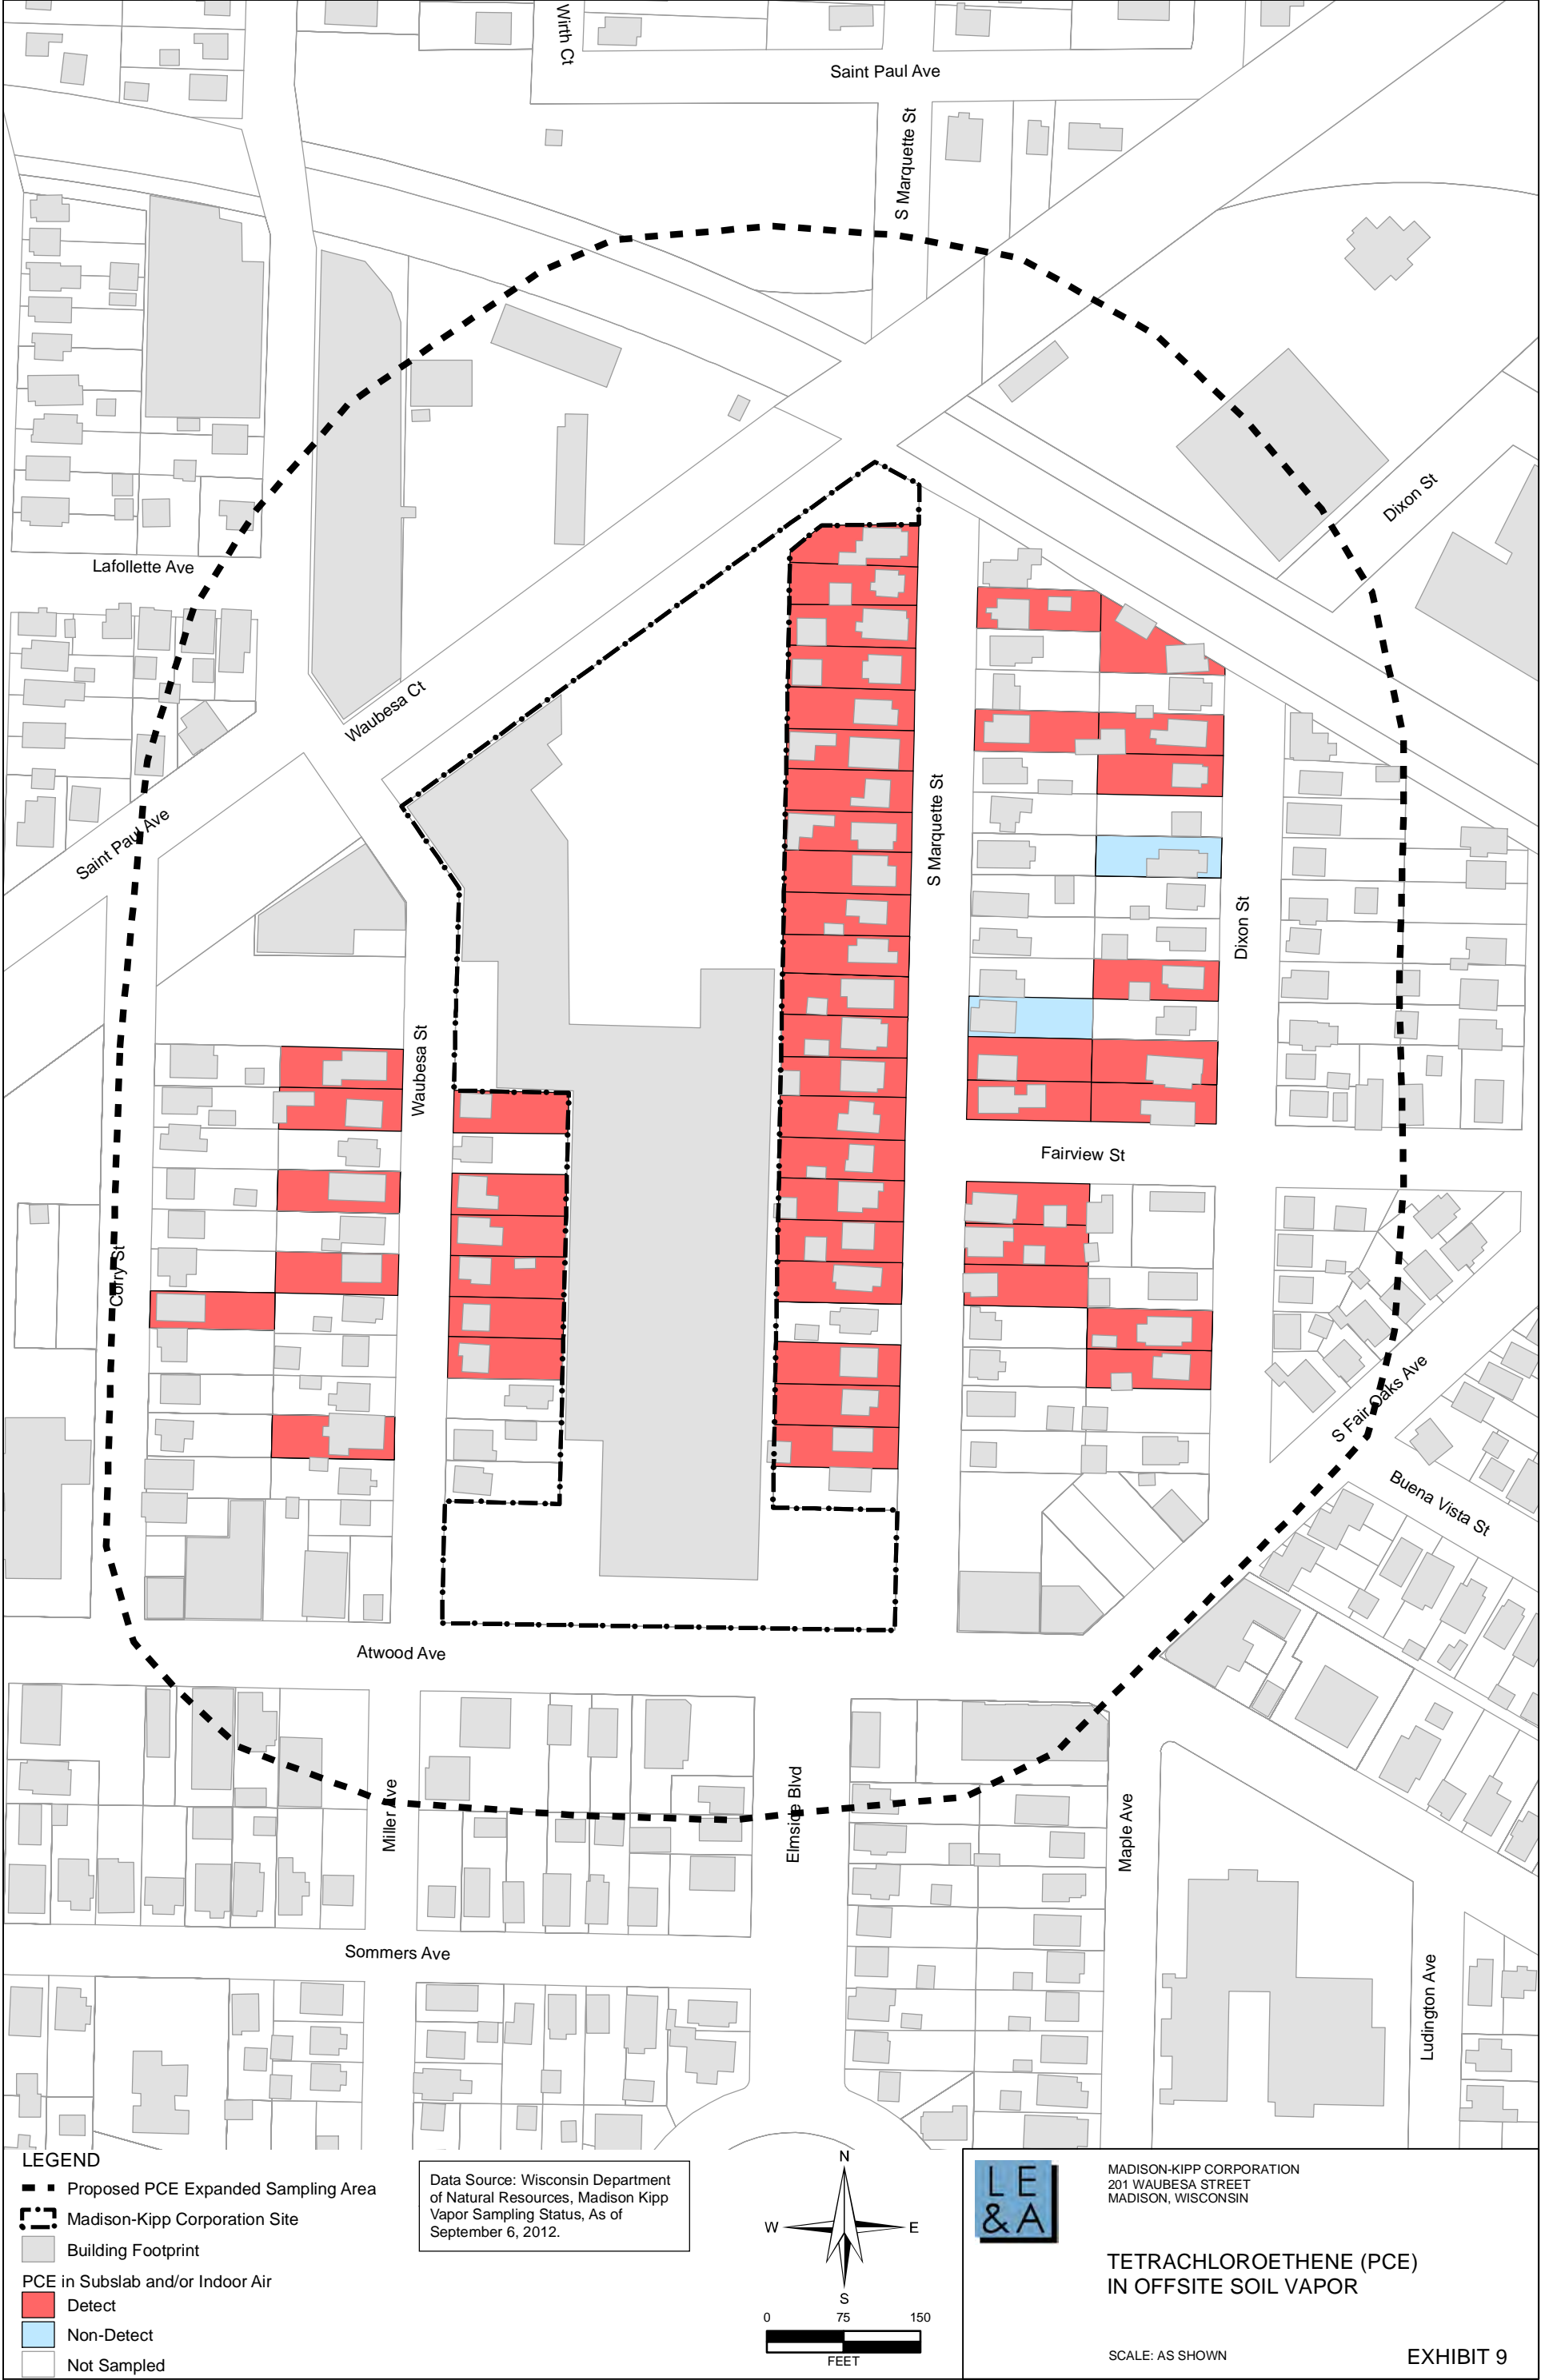 Wirth Ct
Saint Paul Ave
S Marquette St
Dixon St
Lafollette Ave
Waubesa Ct
Saint Paul Ave
S Marquette St
Dixon St
Waubesa St
Fairview St
Corry St
S Fair Oaks Ave
Buena Vista St
Atwood Ave
Miller Ave
Elmside Blvd
Maple Ave
Sommers Ave
Ludington Ave
LEGEND
Proposed PCE Expanded Sampling Area
Madison-Kipp Corporation Site
Building Footprint
PCE in Subslab and/or Indoor Air
Detect
Non-Detect
Not Sampled
Data Source: Wisconsin Department
of Natural Resources, Madison Kipp
Vapor Sampling Status, As of
September 6, 2012.
N
W E
S
0 75 150
FEET
LE
&A
MADISON-KIPP CORPORATION
201 WAUBESA STREET
MADISON, WISCONSIN
TETRACHLOROETHENE (PCE)
IN OFFSITE SOIL VAPOR
SCALE: AS SHOWN
EXHIBIT 9